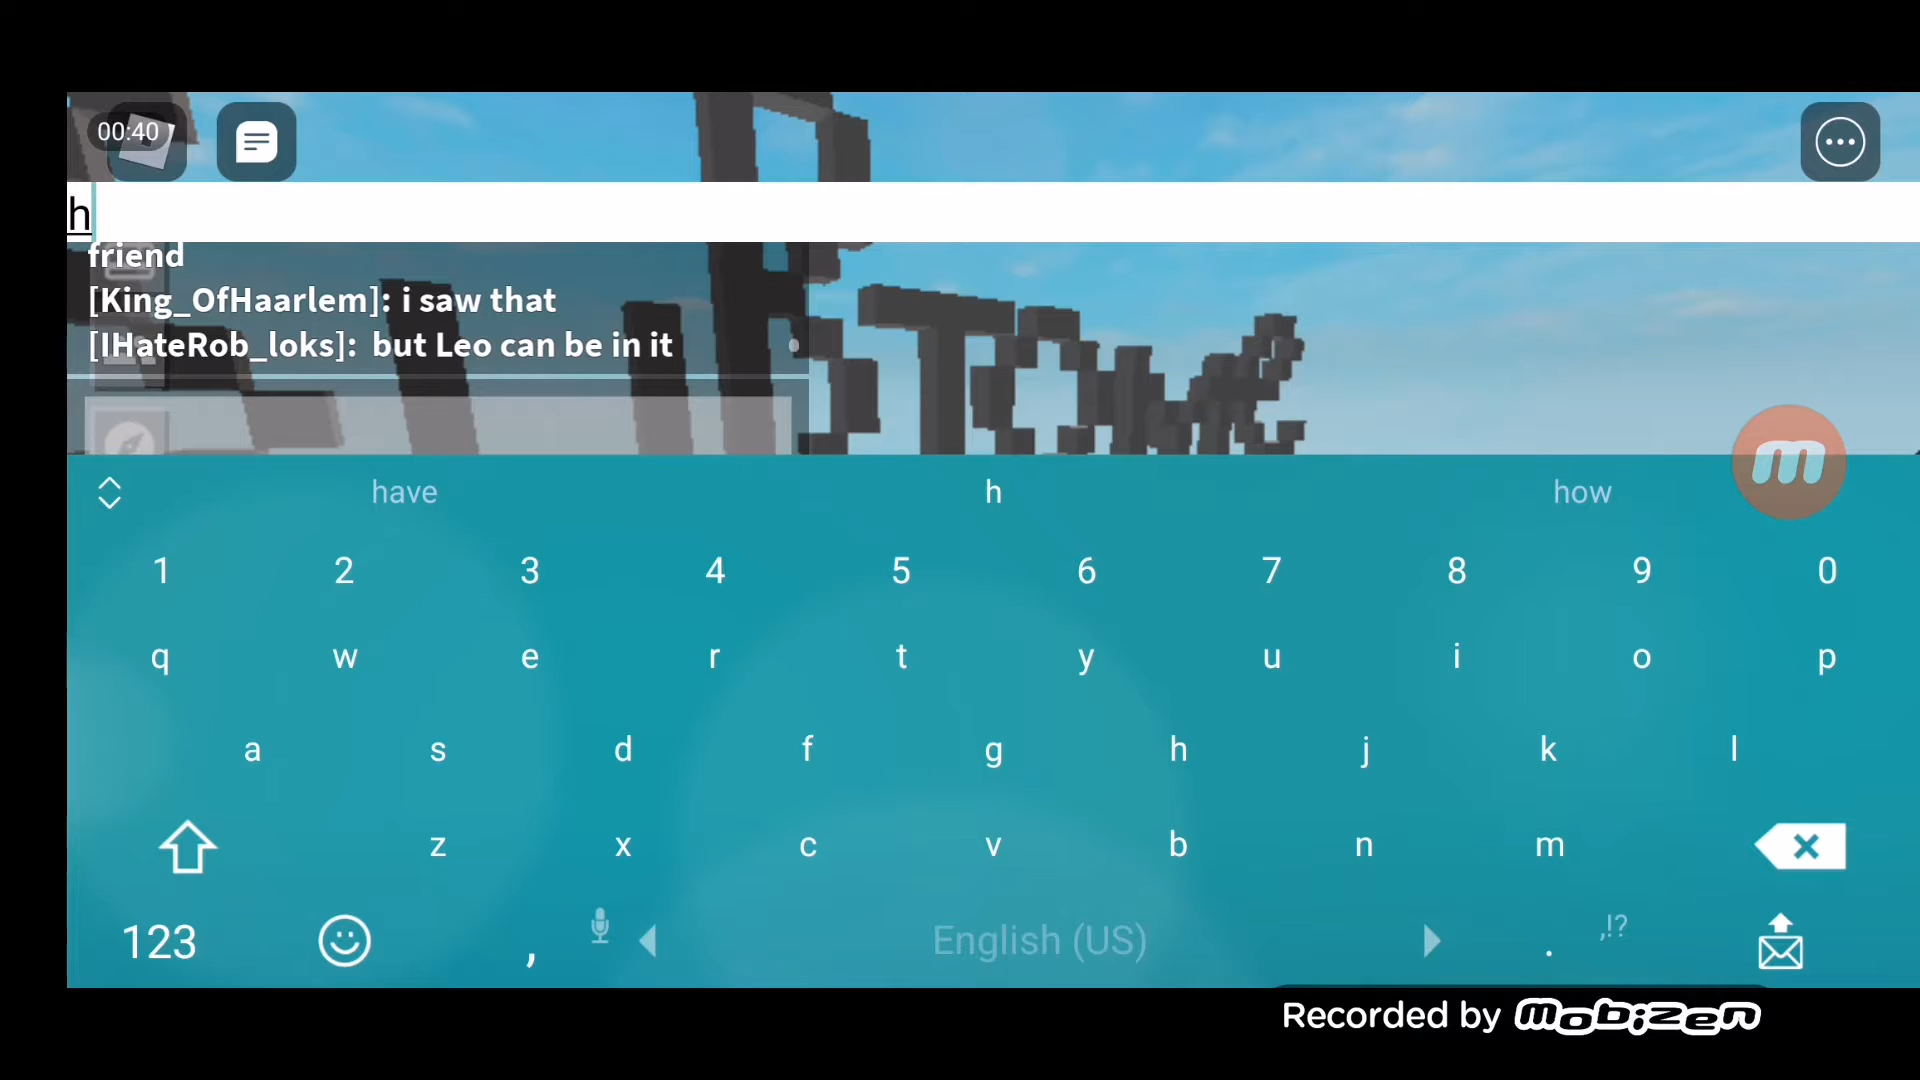 00:40
h
friend
[King_OfHaarlem]: i saw that
[IHateRob_loks]: but Leo can be in it
have h how
1 2 3 4 5 6 7 8 9 0
q w e r t y u i o p
a s d f g h j k l
z x c v b n m
123 , English (US) . ,!?
Recorded by mobizen